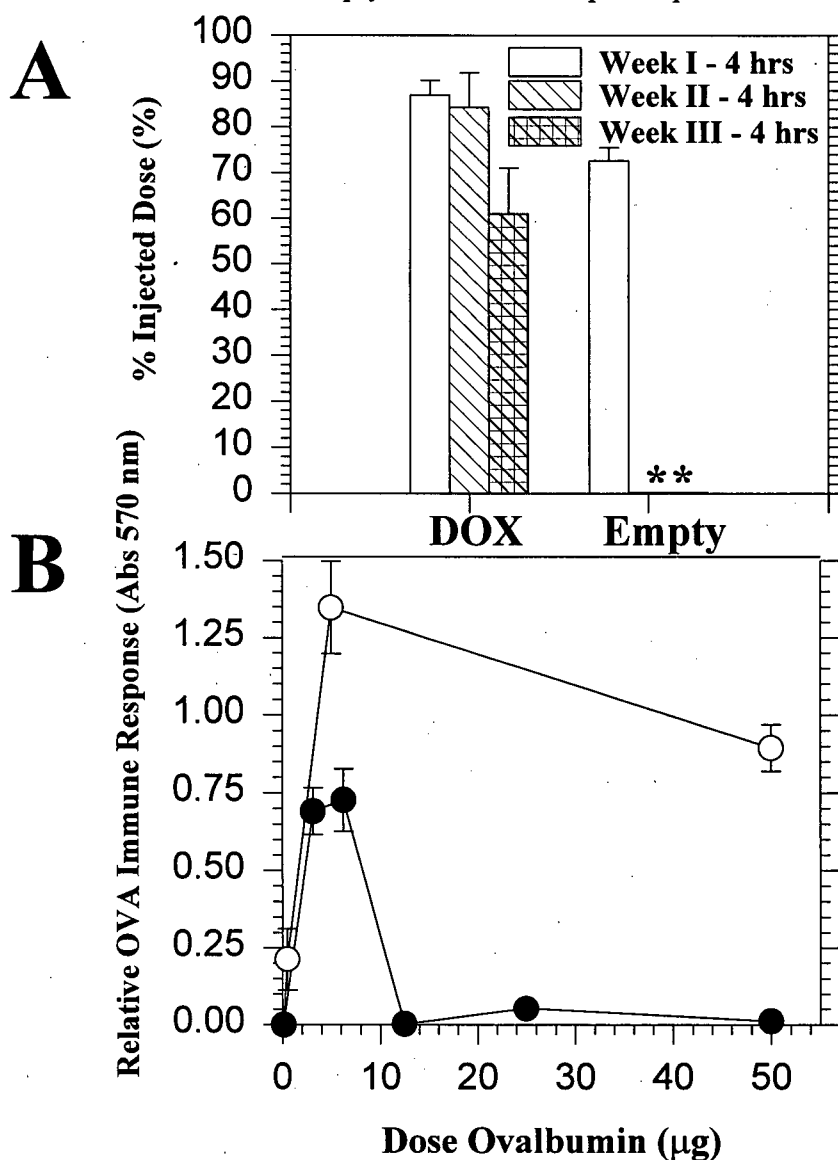 A
% Injected Dose (%)
100
90
80
70
60
50
40
30
20
10
0
Week I - 4 hrs
Week II - 4 hrs
Week III - 4 hrs
**
DOX Empty
B
Relative OVA Immune Response (Abs 570 nm)
1.50
1.25
1.00
0.75
0.50
0.25
0.00
0 10 20 30 40 50
Dose Ovalbumin (μg)